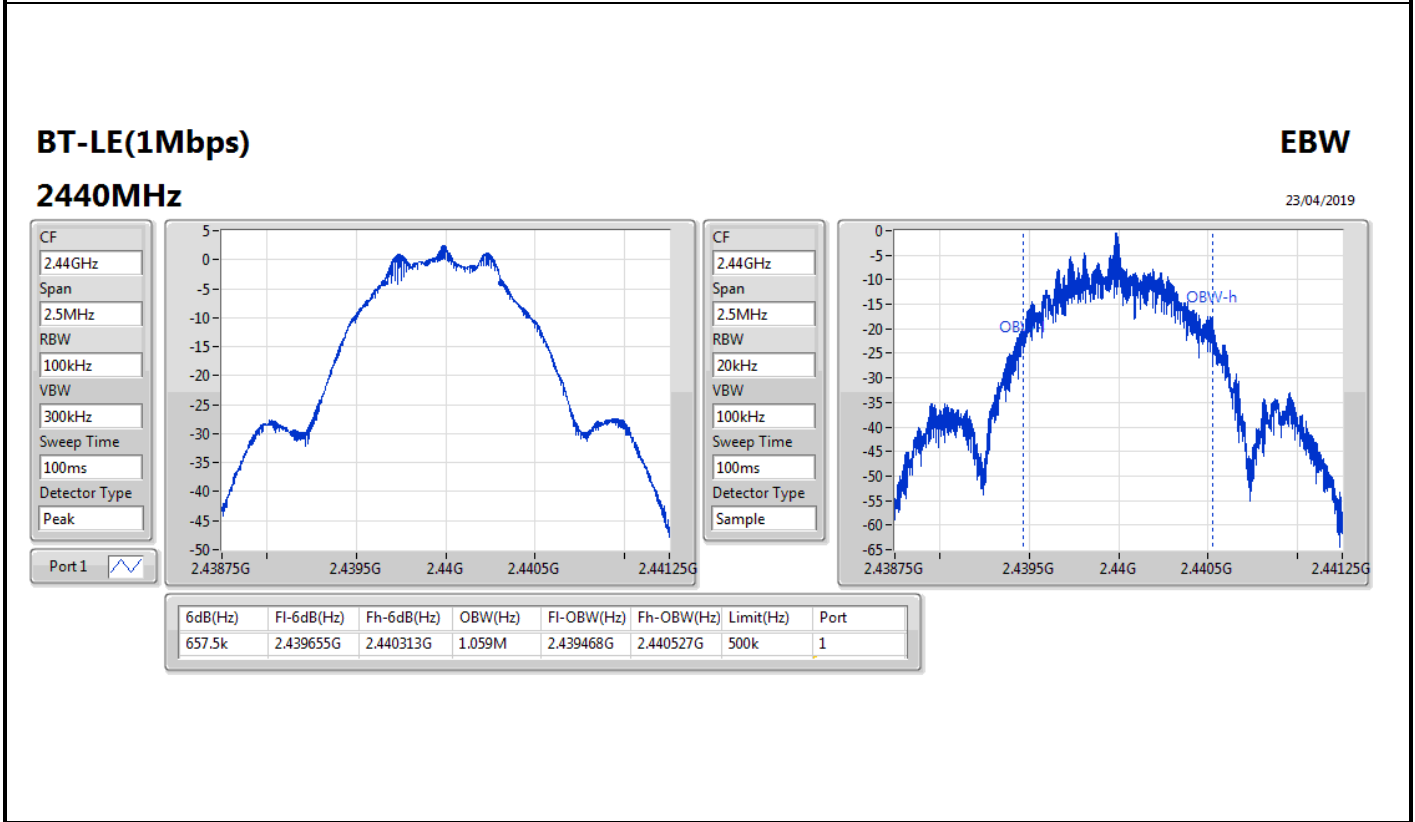 BT-LE(1Mbps)
EBW
2440MHz
23/04/2019
CF
2.44GHz
Span
2.5MHz
RBW
100kHz
VBW
300kHz
Sweep Time
100ms
Detector Type
Peak
Port 1
5
0
-5
-10
-15
-20
-25
-30
-35
-40
-45
-50
2.43875G 2.4395G 2.44G 2.4405G 2.44125G
CF
2.44GHz
Span
2.5MHz
RBW
20kHz
VBW
100kHz
Sweep Time
100ms
Detector Type
Sample
0
-5
-10
-15
-20
-25
-30
-35
-40
-45
-50
-55
-60
-65
OBW-h
2.43875G 2.4395G 2.44G 2.4405G 2.44125G
6dB(Hz) Fl-6dB(Hz) Fh-6dB(Hz) OBW(Hz) Fl-OBW(Hz) Fh-OBW(Hz) Limit(Hz) Port
657.5k 2.439655G 2.440313G 1.059M 2.439468G 2.440527G 500k 1